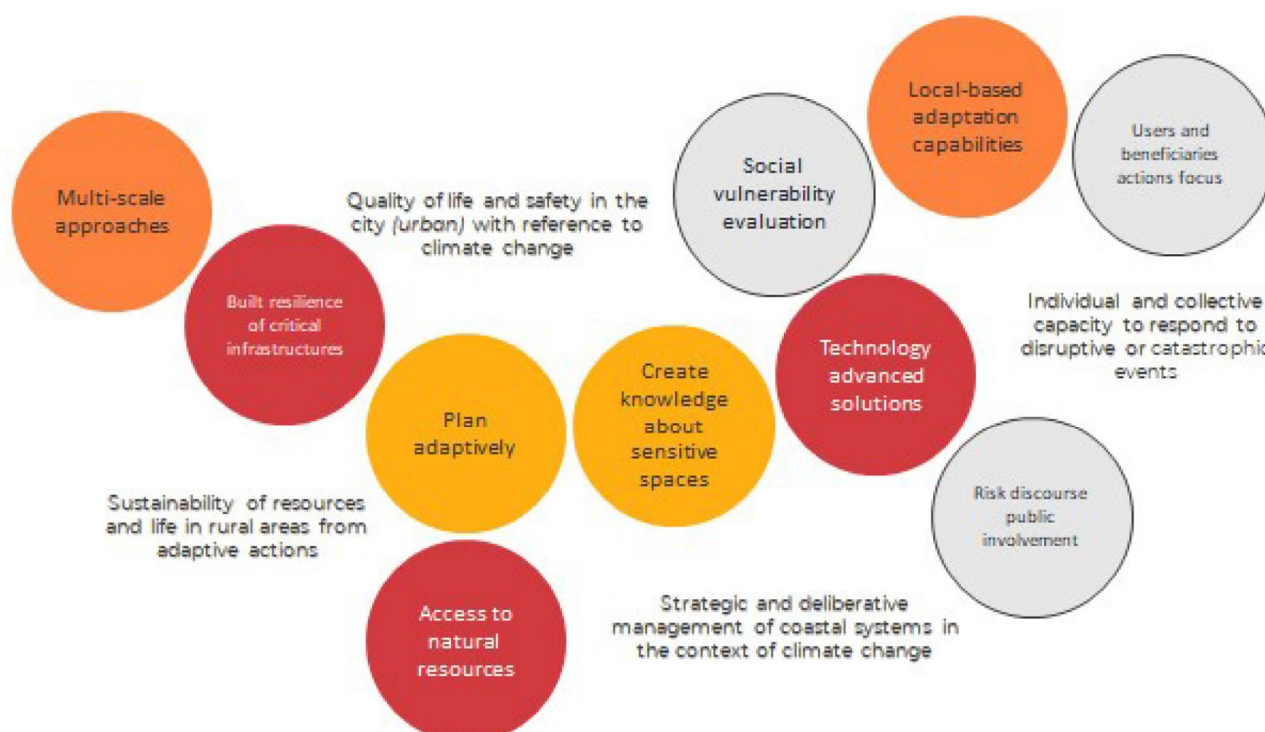 Local-based
adaptation
capabilities
Users and
beneficiaries
actions focus
Multi-scale
approaches
Quality of life and safety in the
city (urban) with reference to
climate change
Social
vulnerability
evaluation
Built resilience
of critical
infrastructures
Individual and collective
capacity to respond to
disruptive or catastrophic
events
Technology
advanced
solutions
Create
knowledge
about
sensitive
spaces
Plan
adaptively
Sustainability of resources
and life in rural areas from
adaptive actions
Risk discourse
public
involvement
Access to
natural
resources
Strategic and deliberative
management of coastal systems in
the context of climate change